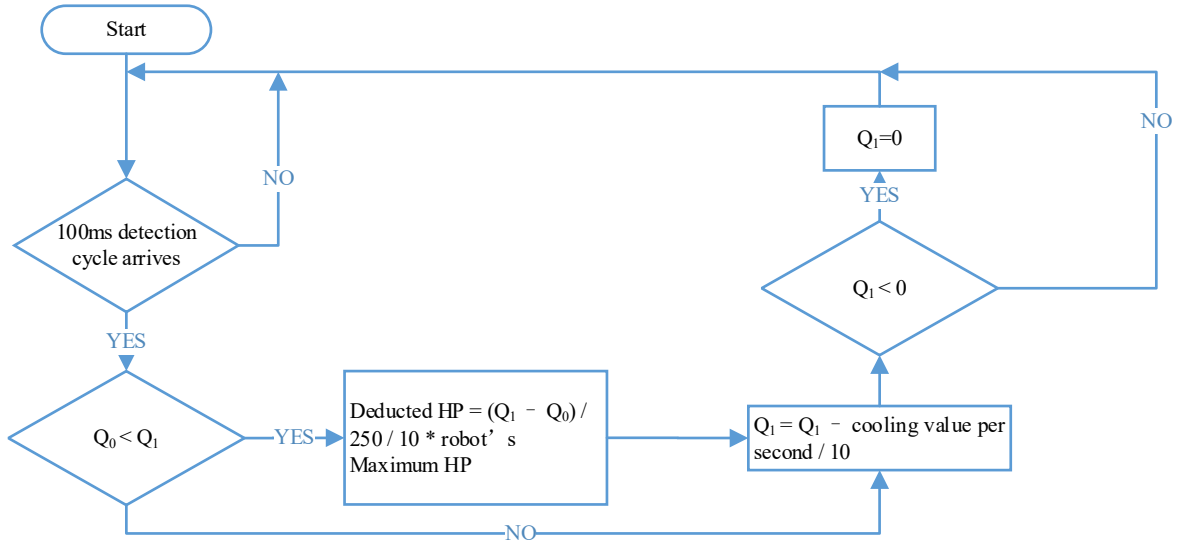 Start
NO
100ms detection
cycle arrives
YES
Q₀ < Q₁
YES
Deducted HP = (Q₁ － Q₀) /
250 / 10 * robot’s
Maximum HP
NO
Q₁ = Q₁ － cooling value per
second / 10
Q₁ < 0
YES
Q₁=0
NO